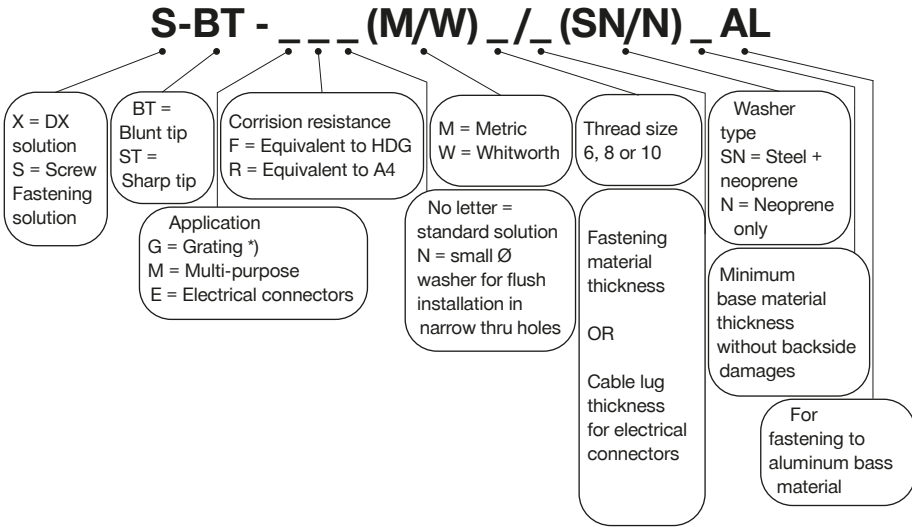 S-BT - _ _ _ (M/W) _ /_ (SN/N) _ AL
X = DX
solution
S = Screw
Fastening
solution
BT =
Blunt tip
ST =
Sharp tip
Corrision resistance
F = Equivalent to HDG
R = Equivalent to A4
M = Metric
W = Whitworth
Thread size
6, 8 or 10
Washer
type
SN = Steel +
neoprene
N = Neoprene
only
Application
G = Grating *)
M = Multi-purpose
E = Electrical connectors
No letter =
standard solution
N = small Ø
washer for flush
installation in
narrow thru holes
Fastening
material
thickness
OR
Cable lug
thickness
for electrical
connectors
Minimum
base material
thickness
without backside
damages
For
fastening to
aluminum bass
material